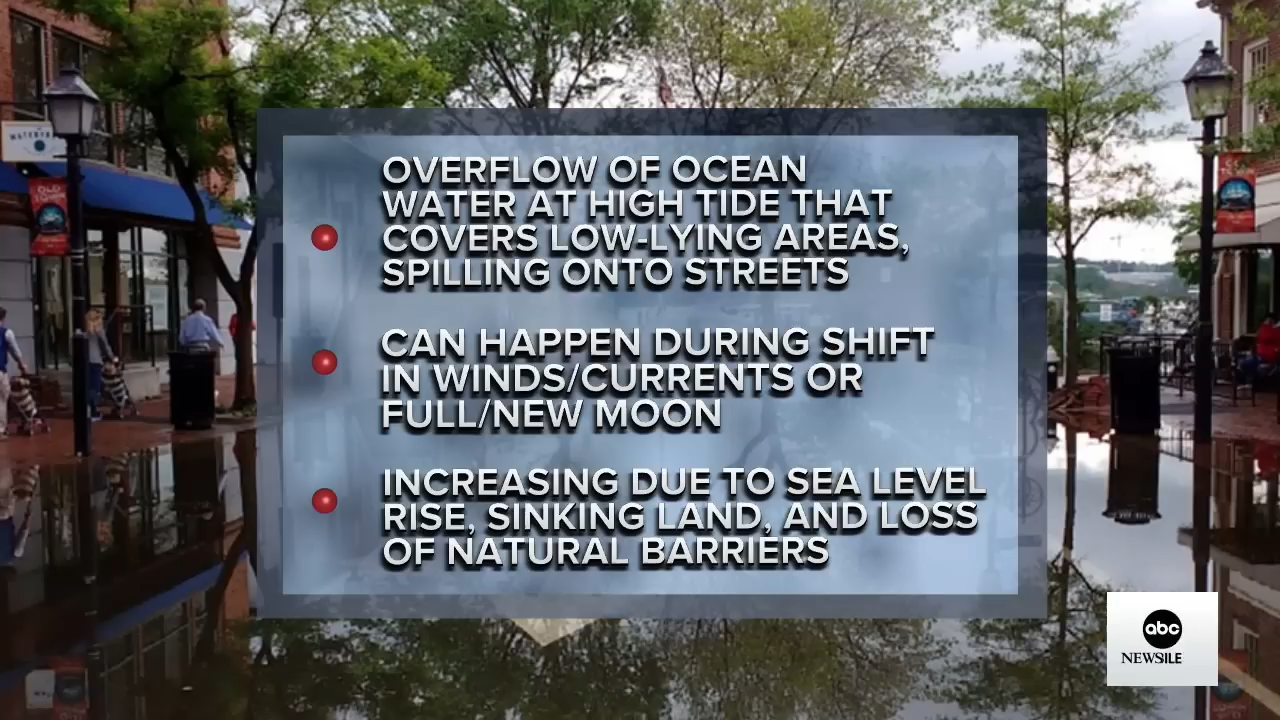 OVERFLOW OF OCEAN
WATER AT HIGH TIDE THAT
COVERS LOW-LYING AREAS,
SPILLING ONTO STREETS
CAN HAPPEN DURING SHIFT
IN WINDS/CURRENTS OR
FULL/NEW MOON
INCREASING DUE TO SEA LEVEL
RISE, SINKING LAND, AND LOSS
OF NATURAL BARRIERS
OLD
TOWN
abc
NEWSILE